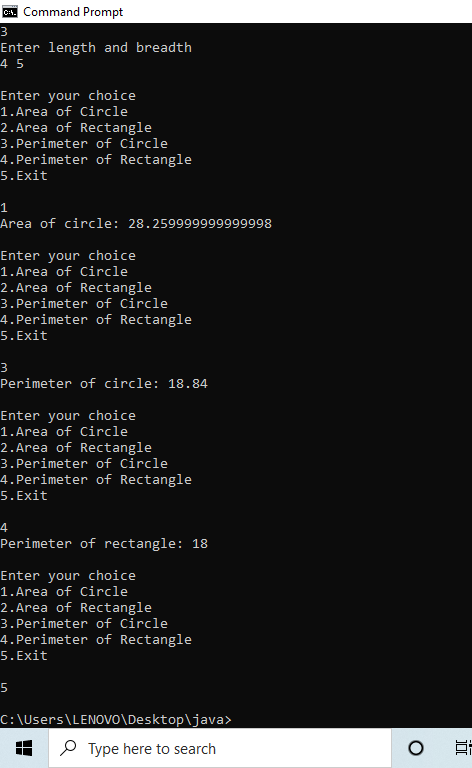 Command Prompt
3
Enter length and breadth
4 5
Enter your choice
1.Area of Circle
2.Area of Rectangle
3.Perimeter of Circle
4.Perimeter of Rectangle
5.Exit
1
Area of circle: 28.259999999999998
Enter your choice
1.Area of Circle
2.Area of Rectangle
3.Perimeter of Circle
4.Perimeter of Rectangle
5.Exit
3
Perimeter of circle: 18.84
Enter your choice
1.Area of Circle
2.Area of Rectangle
3.Perimeter of Circle
4.Perimeter of Rectangle
5.Exit
4
Perimeter of rectangle: 18
Enter your choice
1.Area of Circle
2.Area of Rectangle
3.Perimeter of Circle
4.Perimeter of Rectangle
5.Exit
5
C:\Users\LENOVO\Desktop\java>
Type here to search